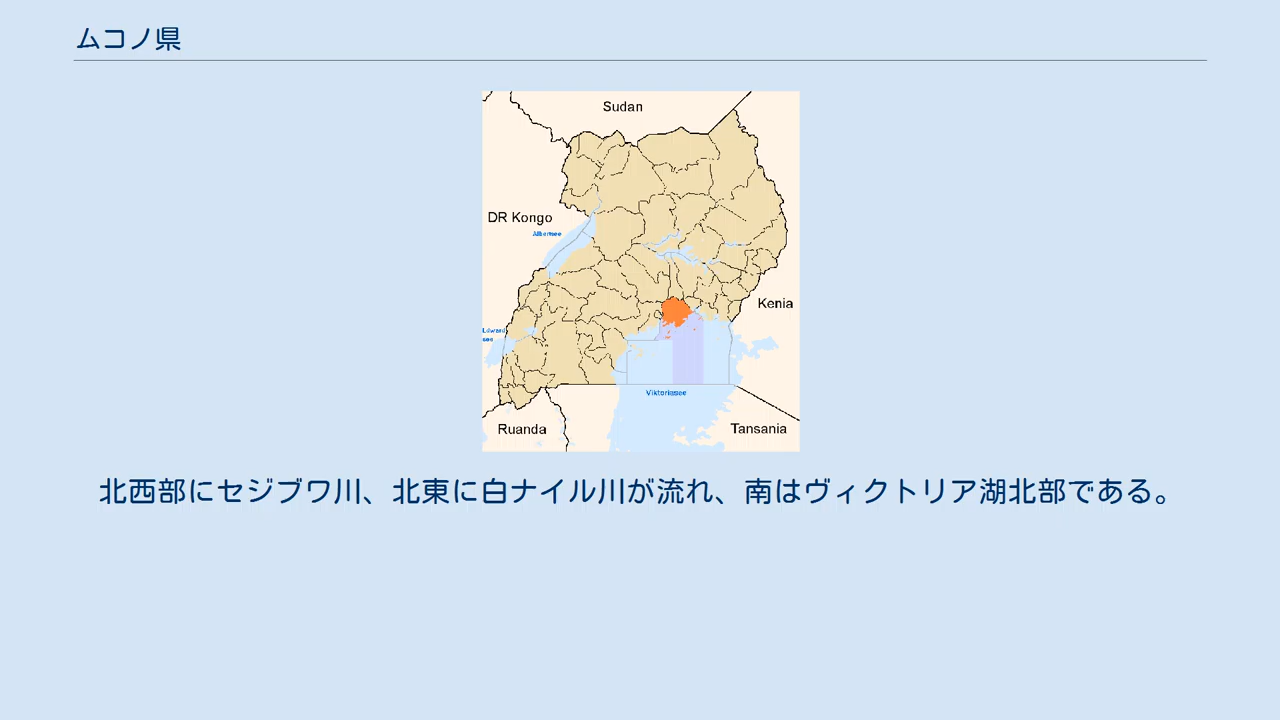 ムコノ県
Sudan
DR Kongo
Albertsee
Kenia
Edward
see
Viktoriasee
Ruanda
Tansania
北西部にセジブワ川、北東に白ナイル川が流れ、南はヴィクトリア湖北部である。